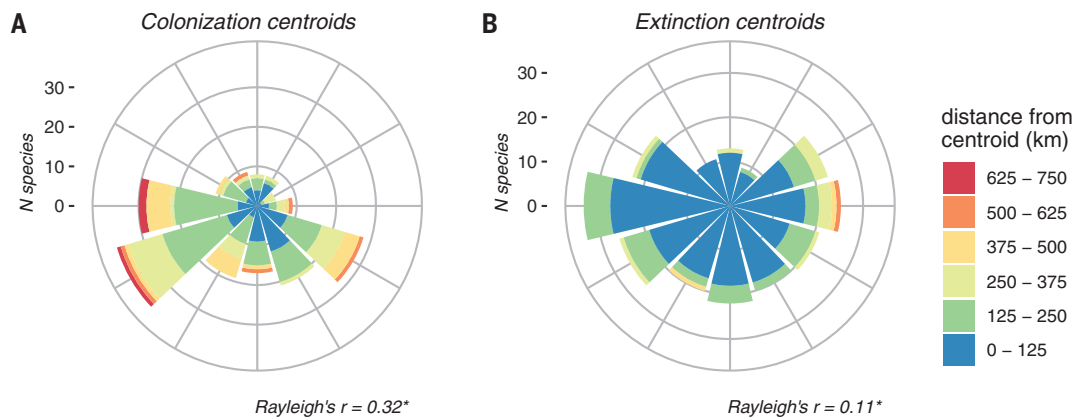 A
Colonization centroids
30 -
20 -
10 -
0 -
N species
Rayleigh's r = 0.32*
B
Extinction centroids
30 -
20 -
10 -
0 -
N species
Rayleigh's r = 0.11*
distance from
centroid (km)
625 – 750
500 – 625
375 – 500
250 – 375
125 – 250
0 – 125